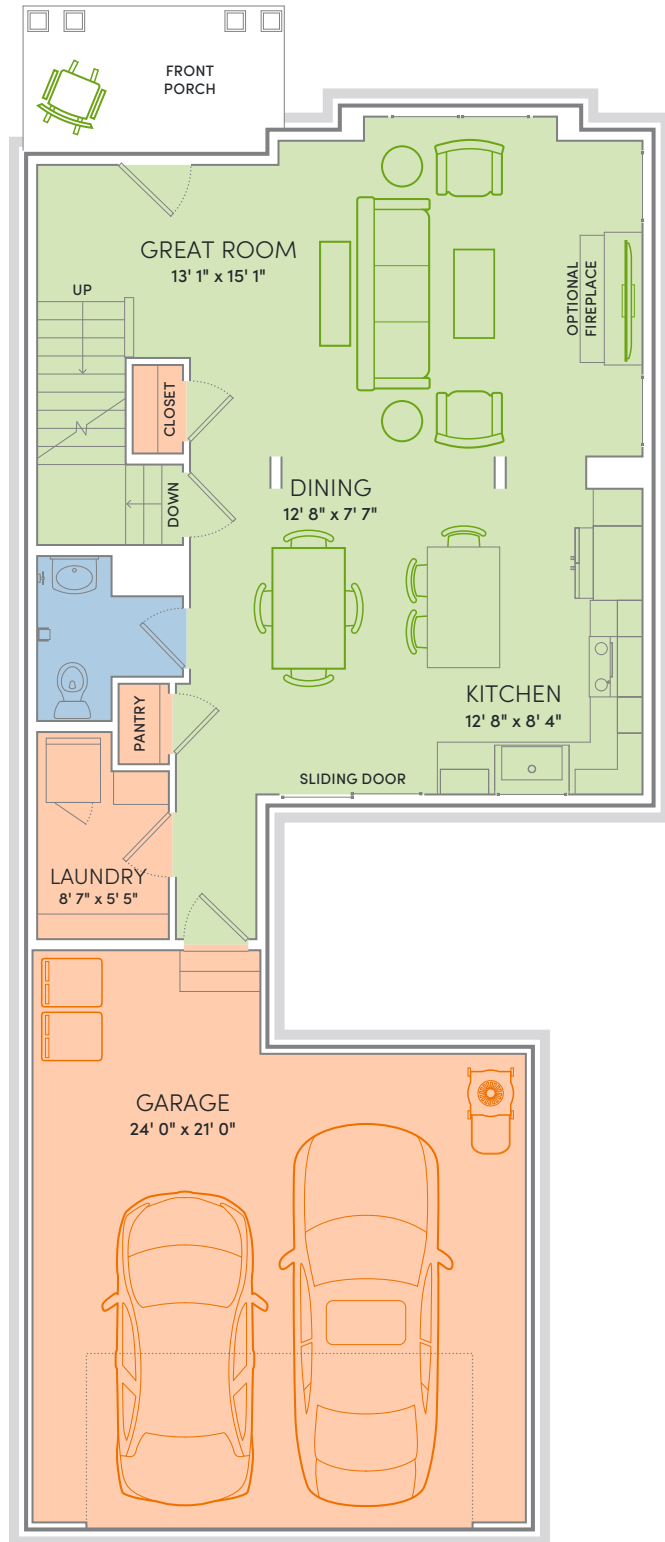 FRONT
PORCH
GREAT ROOM
13' 1" x 15' 1"
UP
OPTIONAL
FIREPLACE
CLOSET
DOWN
DINING
12' 8" x 7' 7"
KITCHEN
12' 8" x 8' 4"
PANTRY
SLIDING DOOR
LAUNDRY
8' 7" x 5' 5"
GARAGE
24' 0" x 21' 0"